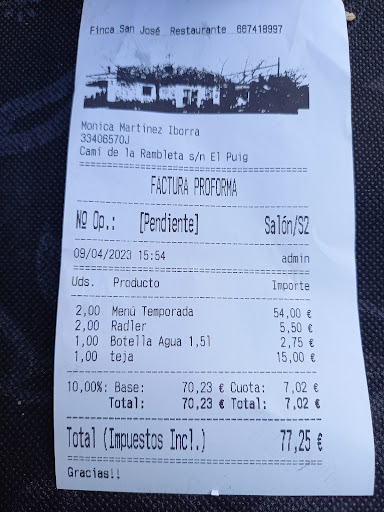 Finca San José Restaurante 667418997
Monica Martinez Iborra
33406570J
Camí de la Rambleta s/n El Puig
FACTURA PROFORMA
Nº Op.: [Pendiente] Salón/S2
09/04/2023 15:54 admin
Uds. Producto Importe
2,00 Menú Temporada 54,00 €
2,00 Radler 5,50 €
1,00 Botella Agua 1,5l 2,75 €
1,00 teja 15,00 €
10,00%: Base: 70,23 € Cuota: 7,02 €
Total: 70,23 € Total: 7,02 €
Total (Impuestos Incl.) 77,25 €
Gracias!!